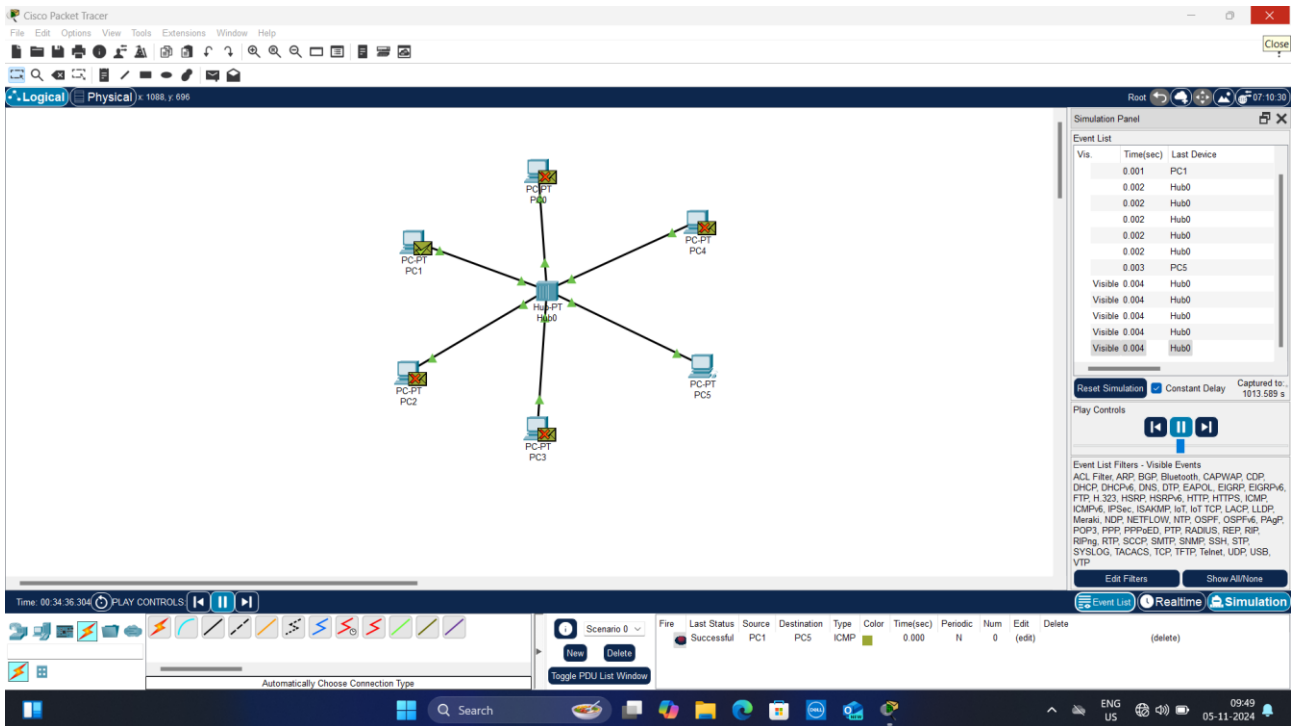 Cisco Packet Tracer
File Edit Options View Tools Extensions Window Help
Close
Logical Physical x: 1088, y: 696
Root 07:10:30
PC-PT
PC0
PC-PT
PC4
PC-PT
PC1
Hub-PT
Hub0
PC-PT
PC5
PC-PT
PC2
PC-PT
PC3
Simulation Panel
Event List
Vis. Time(sec) Last Device
0.001 PC1
0.002 Hub0
0.002 Hub0
0.002 Hub0
0.002 Hub0
0.002 Hub0
0.003 PC5
Visible 0.004 Hub0
Visible 0.004 Hub0
Visible 0.004 Hub0
Visible 0.004 Hub0
Visible 0.004 Hub0
Reset Simulation Constant Delay Captured to:
1013.589 s
Play Controls
Event List Filters - Visible Events
ACL Filter, ARP, BGP, Bluetooth, CAPWAP, CDP,
DHCP, DHCPv6, DNS, DTP, EAPOL, EIGRP, EIGRPv6,
FTP, H.323, HSRP, HSRPv6, HTTP, HTTPS, ICMP,
ICMPv6, IPSec, ISAKMP, IoT, IoT TCP, LACP, LLDP,
Meraki, NDP, NETFLOW, NTP, OSPF, OSPFv6, PAgP,
POP3, PPP, PPPoED, PTP, RADIUS, REP, RIP,
RIPng, RTP, SCCP, SMTP, SNMP, SSH, STP,
SYSLOG, TACACS, TCP, TFTP, Telnet, UDP, USB,
VTP
Edit Filters Show All/None
Time: 00:34:36.304 PLAY CONTROLS:
Event List Realtime Simulation
Scenario 0
New Delete
Toggle PDU List Window
Fire Last Status Source Destination Type Color Time(sec) Periodic Num Edit Delete
Successful PC1 PC5 ICMP 0.000 N 0 (edit) (delete)
Automatically Choose Connection Type
Search
DELL
NEW
ENG
US
09:49
05-11-2024